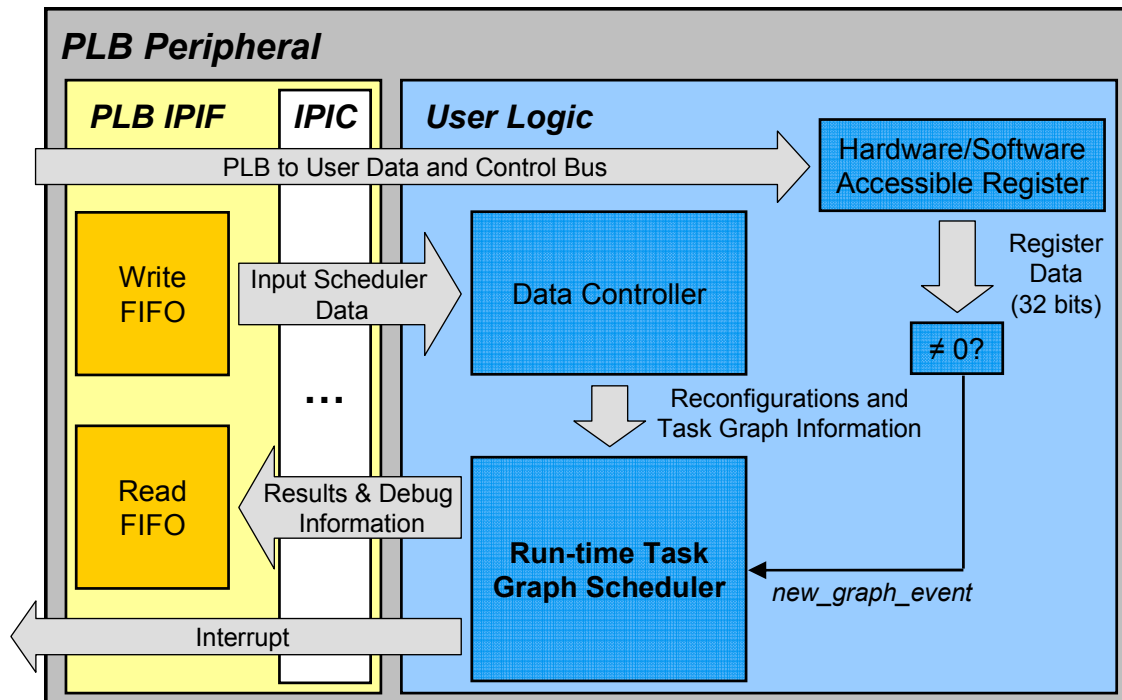 PLB Peripheral
PLB IPIF
IPIC
User Logic
PLB to User Data and Control Bus
Hardware/Software
Accessible Register
Write
FIFO
Input Scheduler
Data
Data Controller
Register
Data
(32 bits)
≠ 0?
...
Reconfigurations and
Task Graph Information
Read
FIFO
Results & Debug
Information
Run-time Task
Graph Scheduler
new_graph_event
Interrupt